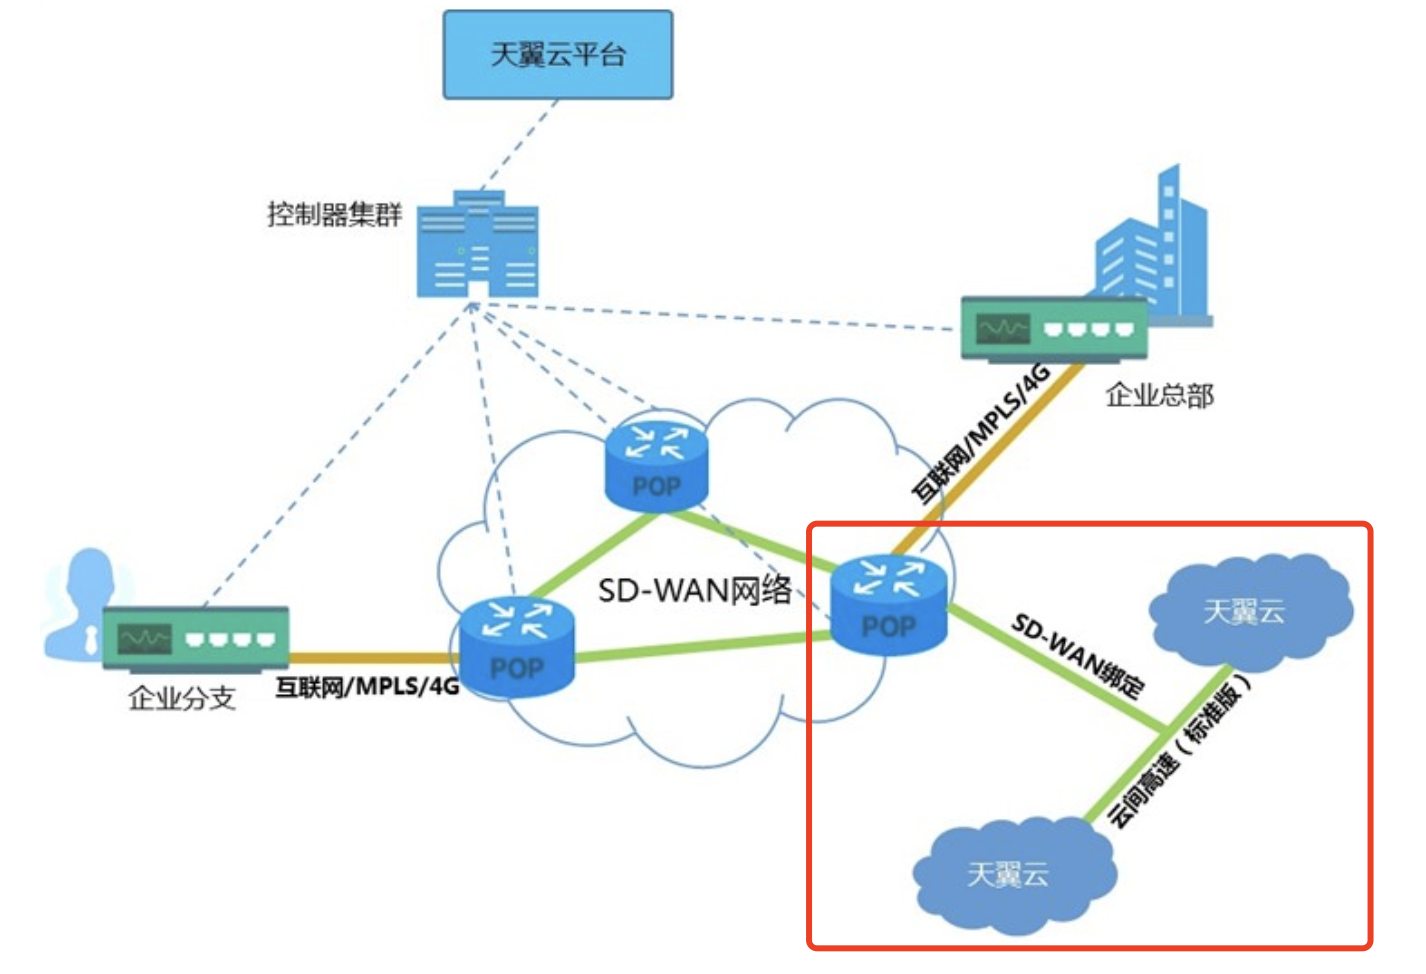 天翼云平台
控制器集群
企业总部
互联网/MPLS/4G
POP
SD-WAN网络
POP
POP
天翼云
SD-WAN绑定
企业分支
互联网/MPLS/4G
云间高速（标准版）
天翼云